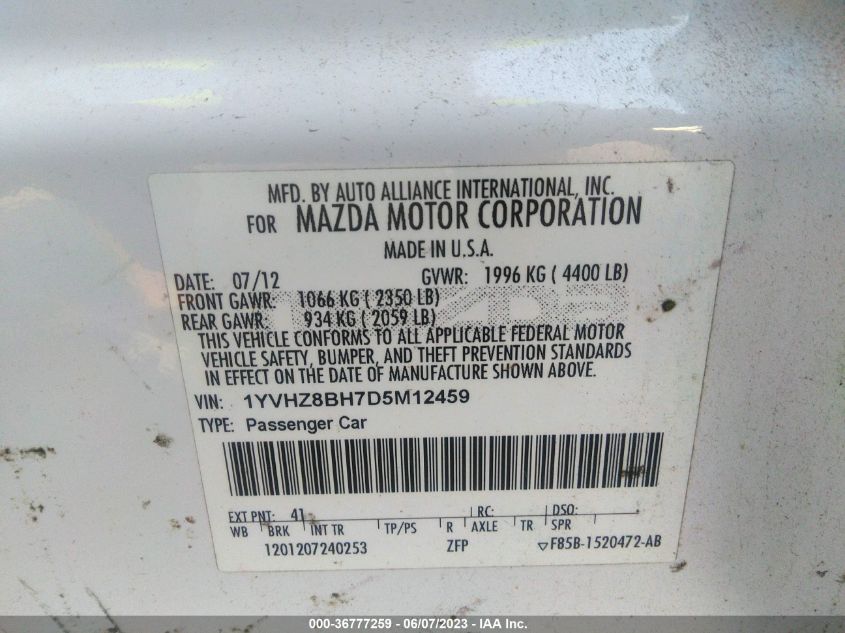 MFD. BY AUTO ALLIANCE INTERNATIONAL, INC.
FOR MAZDA MOTOR CORPORATION
MADE IN U.S.A.
DATE: 07/12 GVWR: 1996 KG ( 4400 LB)
FRONT GAWR: 1066 KG ( 2350 LB)
REAR GAWR: 934 KG ( 2059 LB)
THIS VEHICLE CONFORMS TO ALL APPLICABLE FEDERAL MOTOR
VEHICLE SAFETY, BUMPER, AND THEFT PREVENTION STANDARDS
IN EFFECT ON THE DATE OF MANUFACTURE SHOWN ABOVE.
VIN: 1YVHZ8BH7D5M12459
TYPE: Passenger Car
EXT PNT: 41 RC: DSO:
WB BRK INT TR TP/PS R AXLE TR SPR
1201207240253 ZFP ▽F85B-1520472-AB
000-36777259 - 06/07/2023 - IAA Inc.